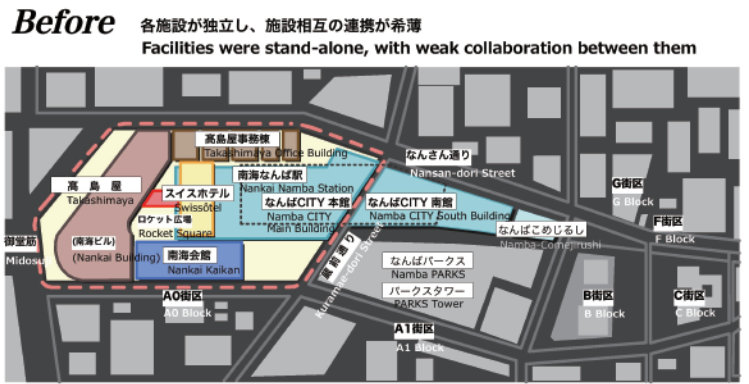 Before
各施設が独立し、施設相互の連携が希薄
Facilities were stand-alone, with weak collaboration between them
髙島屋事務棟
Takashimaya Office Building
なんさん通り
Nansan-dori Street
南海なんば駅
Nankai Namba Station
髙島屋
Takashimaya
スイスホテル
Swissôtel
なんばCITY 本館
Namba CITY
Main Building
なんばCITY 南館
Namba CITY South Building
G街区
G Block
ロケット広場
Rocket Square
F街区
F Block
なんばこめじるし
Namba-Comejirushi
御堂筋
Midosu
(南海ビル)
(Nankai Building)
南海会館
Nankai Kaikan
蔵前通り
Kuramae-dori Street
なんばパークス
Namba PARKS
パークスタワー
PARKS Tower
A0街区
A0 Block
B街区
B Block
C街区
C Block
A1街区
A1 Block